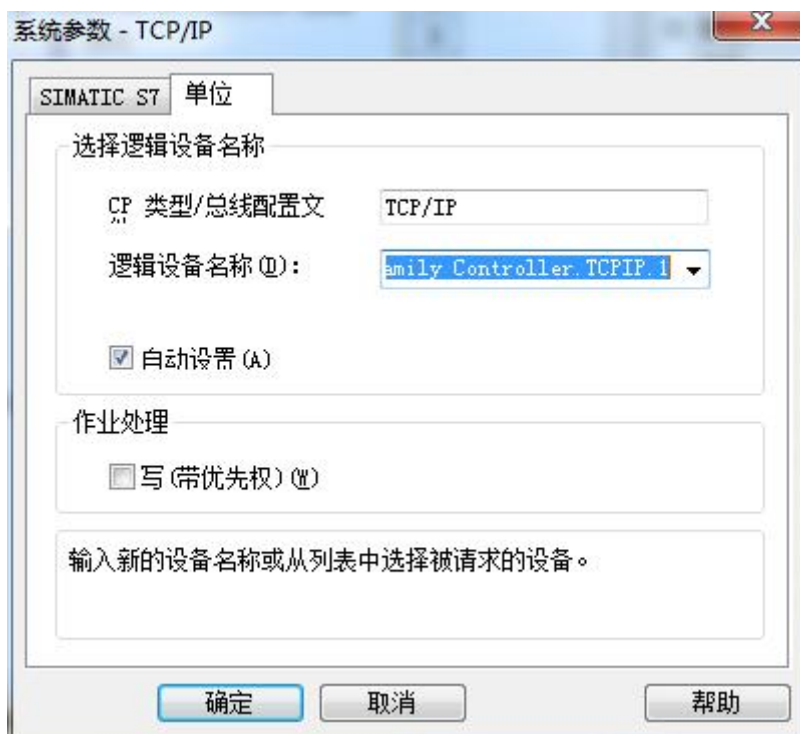 系统参数 - TCP/IP
SIMATIC S7 单位
选择逻辑设备名称
CP 类型/总线配置文 TCP/IP
逻辑设备名称(D): amily Controller.TCPIP.1
自动设置(A)
作业处理
写(带优先权)(W)
输入新的设备名称或从列表中选择被请求的设备。
确定 取消 帮助